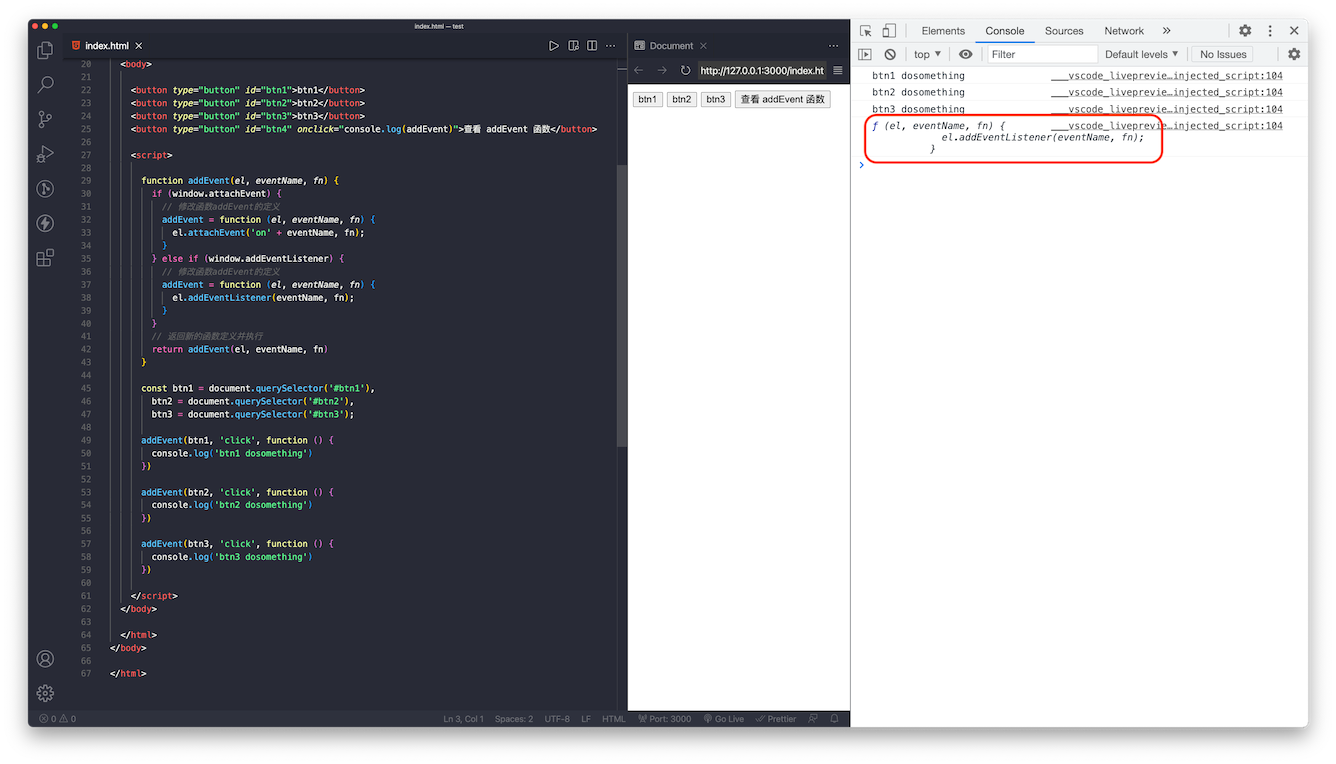 index.html — test
index.html
20 <body>
21
22 <button type="button" id="btn1">btn1</button>
23 <button type="button" id="btn2">btn2</button>
24 <button type="button" id="btn3">btn3</button>
25 <button type="button" id="btn4" onclick="console.log(addEvent)">查看 addEvent 函数</button>
26
27 <script>
28
29 function addEvent(el, eventName, fn) {
30 if (window.attachEvent) {
31 // 修改函数addEvent的定义
32 addEvent = function (el, eventName, fn) {
33 el.attachEvent('on' + eventName, fn);
34 }
35 } else if (window.addEventListener) {
36 // 修改函数addEvent的定义
37 addEvent = function (el, eventName, fn) {
38 el.addEventListener(eventName, fn);
39 }
40 }
41 // 返回新的函数定义并执行
42 return addEvent(el, eventName, fn)
43 }
44
45 const btn1 = document.querySelector('#btn1'),
46 btn2 = document.querySelector('#btn2'),
47 btn3 = document.querySelector('#btn3');
48
49 addEvent(btn1, 'click', function () {
50 console.log('btn1 dosomething')
51 })
52
53 addEvent(btn2, 'click', function () {
54 console.log('btn2 dosomething')
55 })
56
57 addEvent(btn3, 'click', function () {
58 console.log('btn3 dosomething')
59 })
60
61 </script>
62 </body>
63
64 </html>
65 </body>
66
67 </html>
Document
http://127.0.0.1:3000/index.ht
btn1 btn2 btn3 查看 addEvent 函数
Elements Console Sources Network
top Filter Default levels No Issues
btn1 dosomething ___vscode_liveprevie…injected_script:104
btn2 dosomething ___vscode_liveprevie…injected_script:104
btn3 dosomething ___vscode_liveprevie…injected_script:104
ƒ (el, eventName, fn) { ___vscode_liveprevie…injected_script:104
el.addEventListener(eventName, fn);
}
0 0 Ln 3, Col 1 Spaces: 2 UTF-8 LF HTML Port: 3000 Go Live Prettier